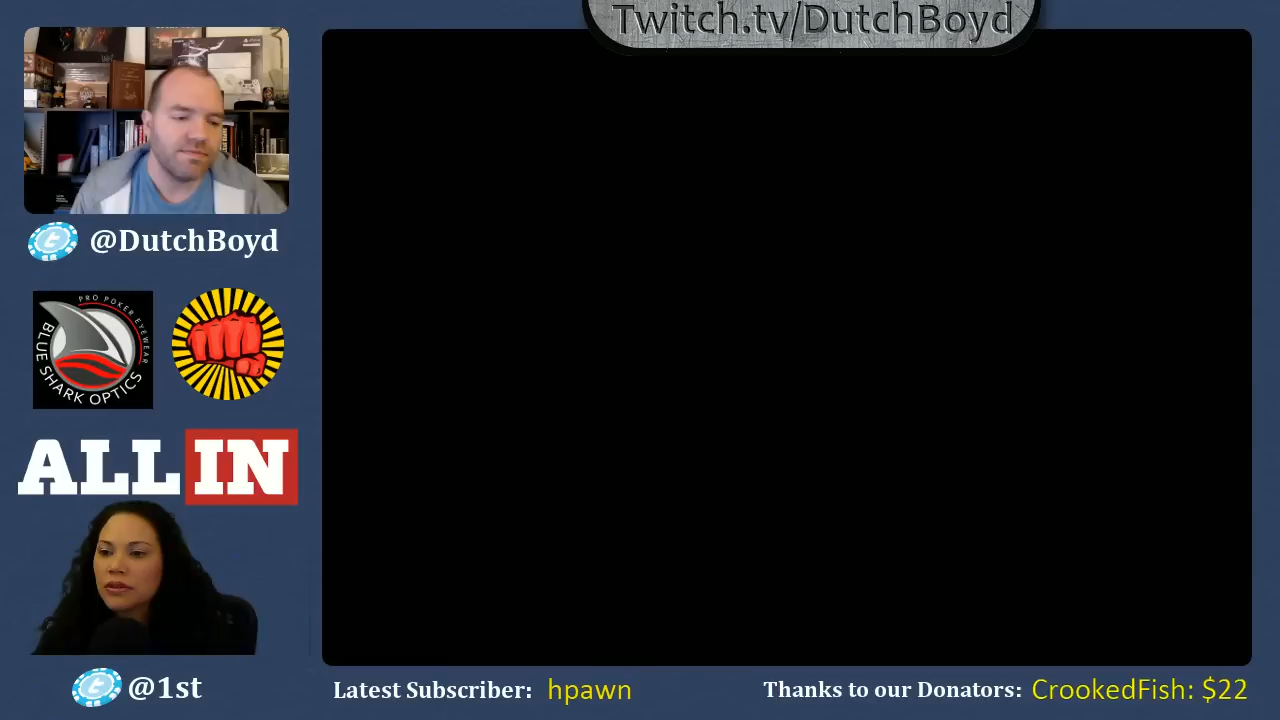 Twitch.tv/DutchBoyd
@DutchBoyd
PRO POKER EYEWEAR
BLUE SHARK OPTICS
ALL IN
@1st
Latest Subscriber: hpawn
Thanks to our Donators: CrookedFish: $22